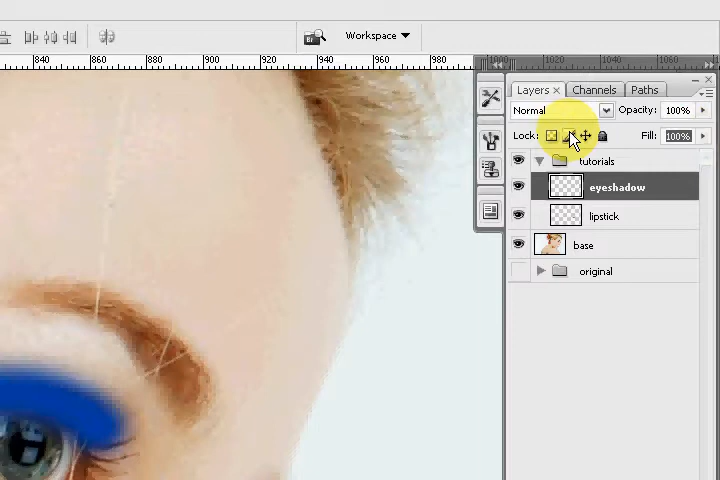 Br Workspace
840 860 880 900 920 940 960 980 1000 1020 1040 1060
Layers × Channels Paths
Normal Opacity: 100%
Lock: Fill: 100%
tutorials
eyeshadow
lipstick
base
original